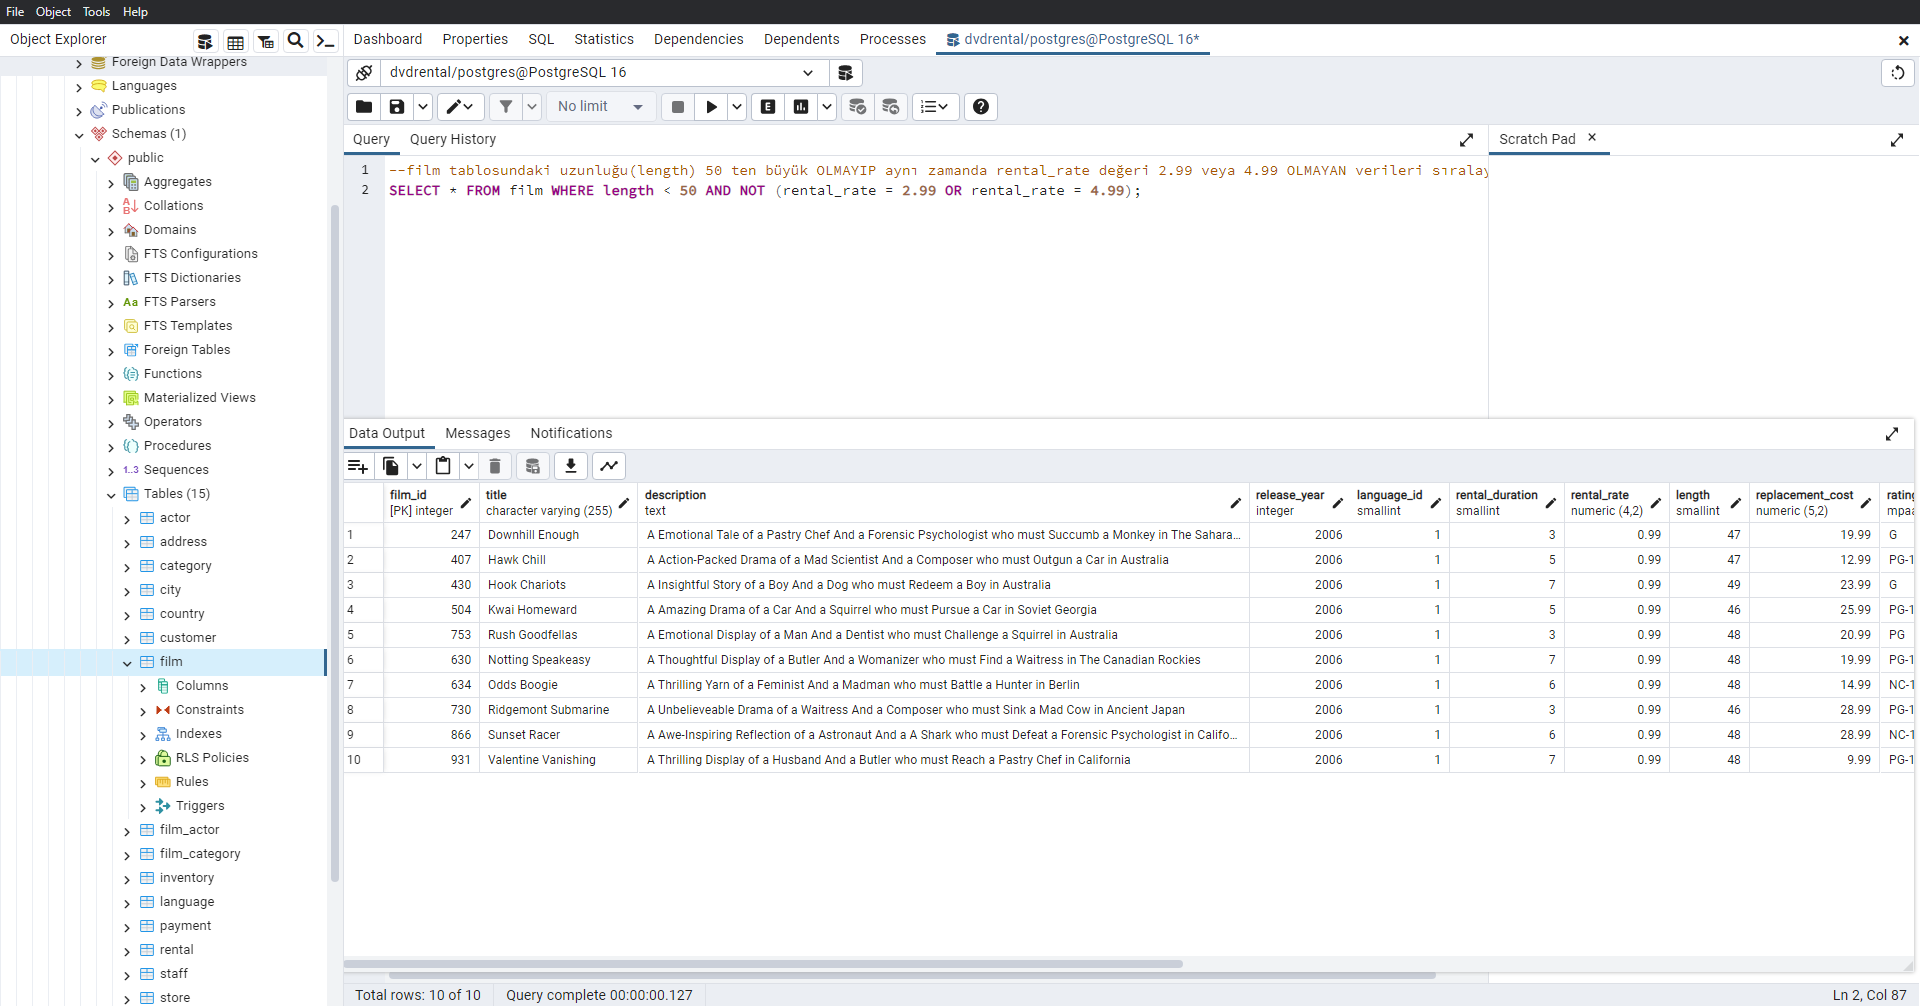 File Object Tools Help
Object Explorer
Dashboard Properties SQL Statistics Dependencies Dependents Processes dvdrental/postgres@PostgreSQL 16*
Foreign Data Wrappers
Languages
Publications
Schemas (1)
public
Aggregates
Collations
Domains
FTS Configurations
FTS Dictionaries
Aa FTS Parsers
FTS Templates
Foreign Tables
Functions
Materialized Views
Operators
Procedures
1..3 Sequences
Tables (15)
actor
address
category
city
country
customer
film
Columns
Constraints
Indexes
RLS Policies
Rules
Triggers
film_actor
film_category
inventory
language
payment
rental
staff
store
dvdrental/postgres@PostgreSQL 16
No limit
E
Query Query History
Scratch Pad
1 --film tablosundaki uzunluğu(length) 50 ten büyük OLMAYIP aynı zamanda rental_rate değeri 2.99 veya 4.99 OLMAYAN verileri sıralay
2 SELECT * FROM film WHERE length < 50 AND NOT (rental_rate = 2.99 OR rental_rate = 4.99);
Data Output Messages Notifications
film_id title description release_year language_id rental_duration rental_rate length replacement_cost rating
[PK] integer character varying (255) text integer smallint smallint numeric (4,2) smallint numeric (5,2) mpaa
1 247 Downhill Enough A Emotional Tale of a Pastry Chef And a Forensic Psychologist who must Succumb a Monkey in The Sahara... 2006 1 3 0.99 47 19.99 G
2 407 Hawk Chill A Action-Packed Drama of a Mad Scientist And a Composer who must Outgun a Car in Australia 2006 1 5 0.99 47 12.99 PG-1
3 430 Hook Chariots A Insightful Story of a Boy And a Dog who must Redeem a Boy in Australia 2006 1 7 0.99 49 23.99 G
4 504 Kwai Homeward A Amazing Drama of a Car And a Squirrel who must Pursue a Car in Soviet Georgia 2006 1 5 0.99 46 25.99 PG-1
5 753 Rush Goodfellas A Emotional Display of a Man And a Dentist who must Challenge a Squirrel in Australia 2006 1 3 0.99 48 20.99 PG
6 630 Notting Speakeasy A Thoughtful Display of a Butler And a Womanizer who must Find a Waitress in The Canadian Rockies 2006 1 7 0.99 48 19.99 PG-1
7 634 Odds Boogie A Thrilling Yarn of a Feminist And a Madman who must Battle a Hunter in Berlin 2006 1 6 0.99 48 14.99 NC-1
8 730 Ridgemont Submarine A Unbelieveable Drama of a Waitress And a Composer who must Sink a Mad Cow in Ancient Japan 2006 1 3 0.99 46 28.99 PG-1
9 866 Sunset Racer A Awe-Inspiring Reflection of a Astronaut And a A Shark who must Defeat a Forensic Psychologist in Califo... 2006 1 6 0.99 48 28.99 NC-1
10 931 Valentine Vanishing A Thrilling Display of a Husband And a Butler who must Reach a Pastry Chef in California 2006 1 7 0.99 48 9.99 PG-1
Total rows: 10 of 10 Query complete 00:00:00.127
Ln 2, Col 87